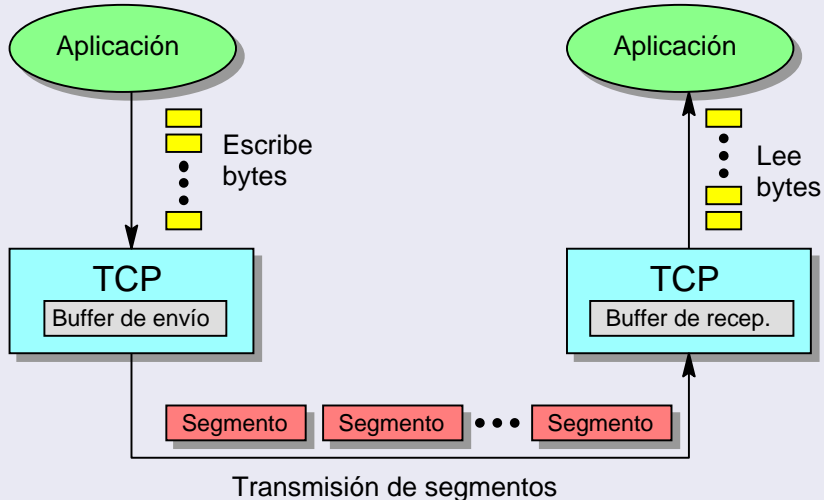 Aplicación
Aplicación
Escribe
bytes
Lee
bytes
TCP
Buffer de envío
TCP
Buffer de recep.
Segmento
Segmento
Segmento
Transmisión de segmentos